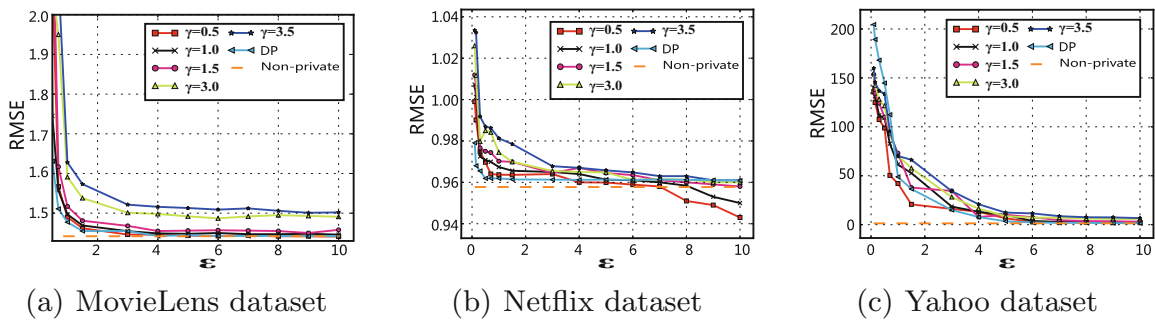 RMSE
2.0
1.9
1.8
1.7
1.6
1.5
0 2 4 6 8 10
ε
γ=0.5
γ=1.0
γ=1.5
γ=3.0
γ=3.5
DP
Non-private
(a) MovieLens dataset
RMSE
1.04
1.02
1.00
0.98
0.96
0.94
0 2 4 6 8 10
ε
γ=0.5
γ=1.0
γ=1.5
γ=3.0
γ=3.5
DP
Non-private
(b) Netflix dataset
RMSE
200
150
100
50
0
0 2 4 6 8 10
ε
γ=0.5
γ=1.0
γ=1.5
γ=3.0
γ=3.5
DP
Non-private
(c) Yahoo dataset